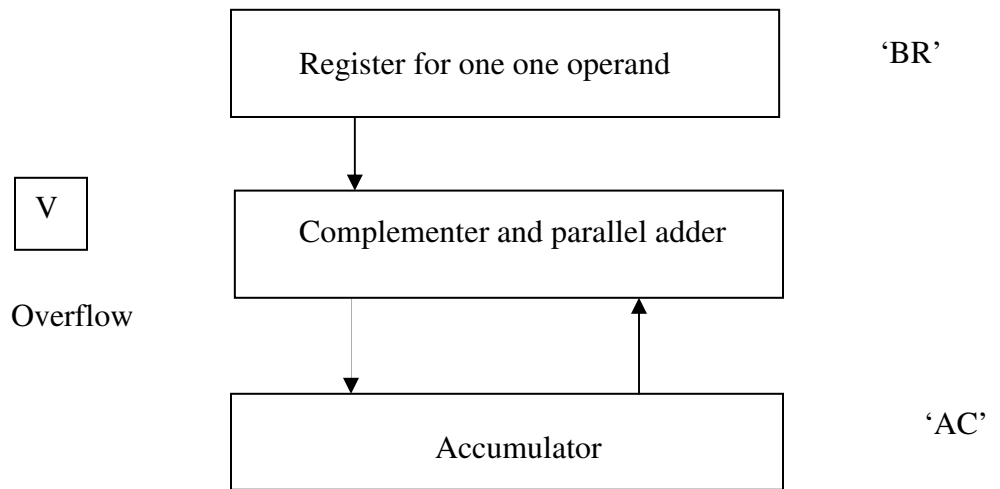 Register for one one operand
‘BR’
V
Complementer and parallel adder
Overflow
Accumulator
‘AC’